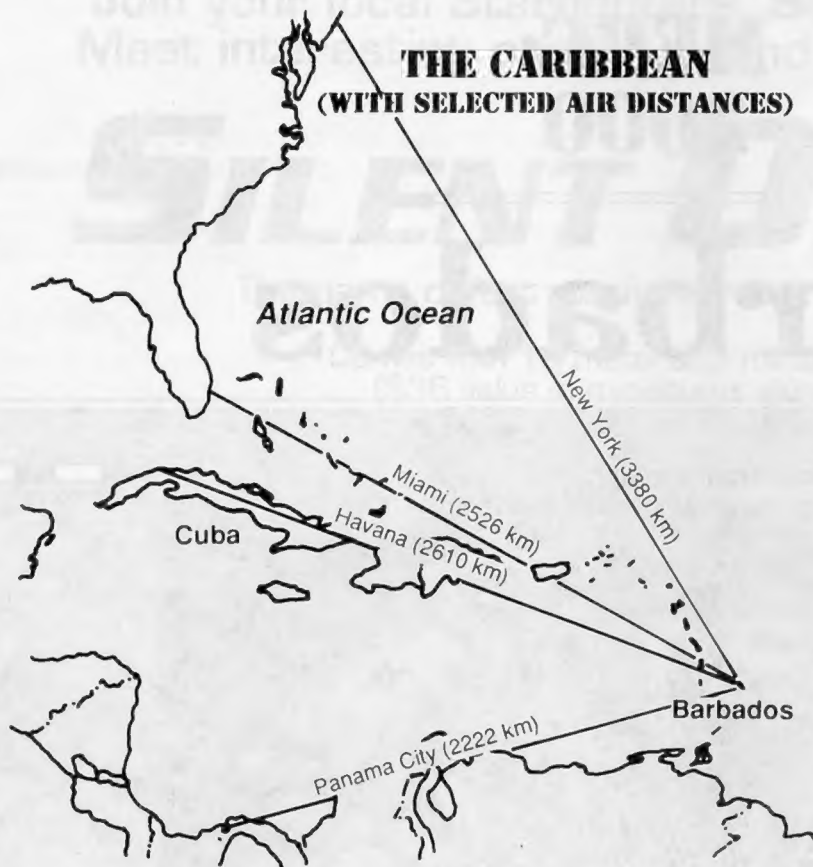 THE CARIBBEAN
(WITH SELECTED AIR DISTANCES)
Atlantic Ocean
New York (3380 km)
Miami (2526 km)
Havana (2610 km)
Cuba
Barbados
Panama City (2222 km)